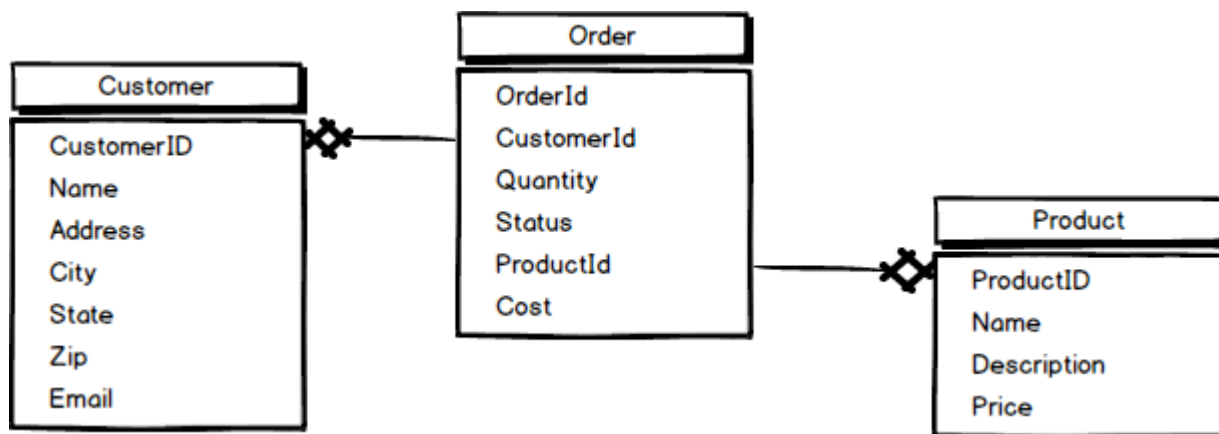 Customer
CustomerID
Name
Address
City
State
Zip
Email
Order
OrderId
CustomerId
Quantity
Status
ProductId
Cost
Product
ProductID
Name
Description
Price